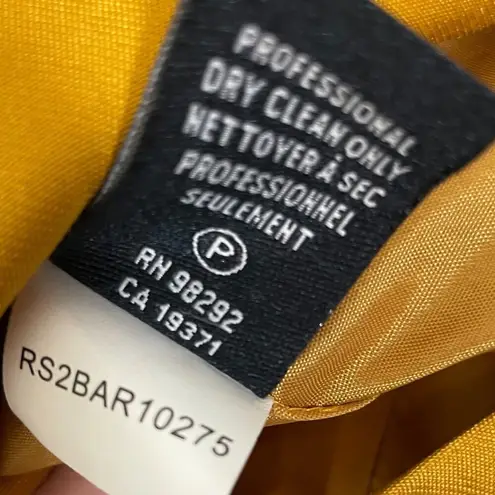 PROFESSIONAL
DRY CLEAN ONLY
NETTOYER À SEC
PROFESSIONNEL
SEULEMENT
P
RN 98292
CA 19371
RS2BAR10275